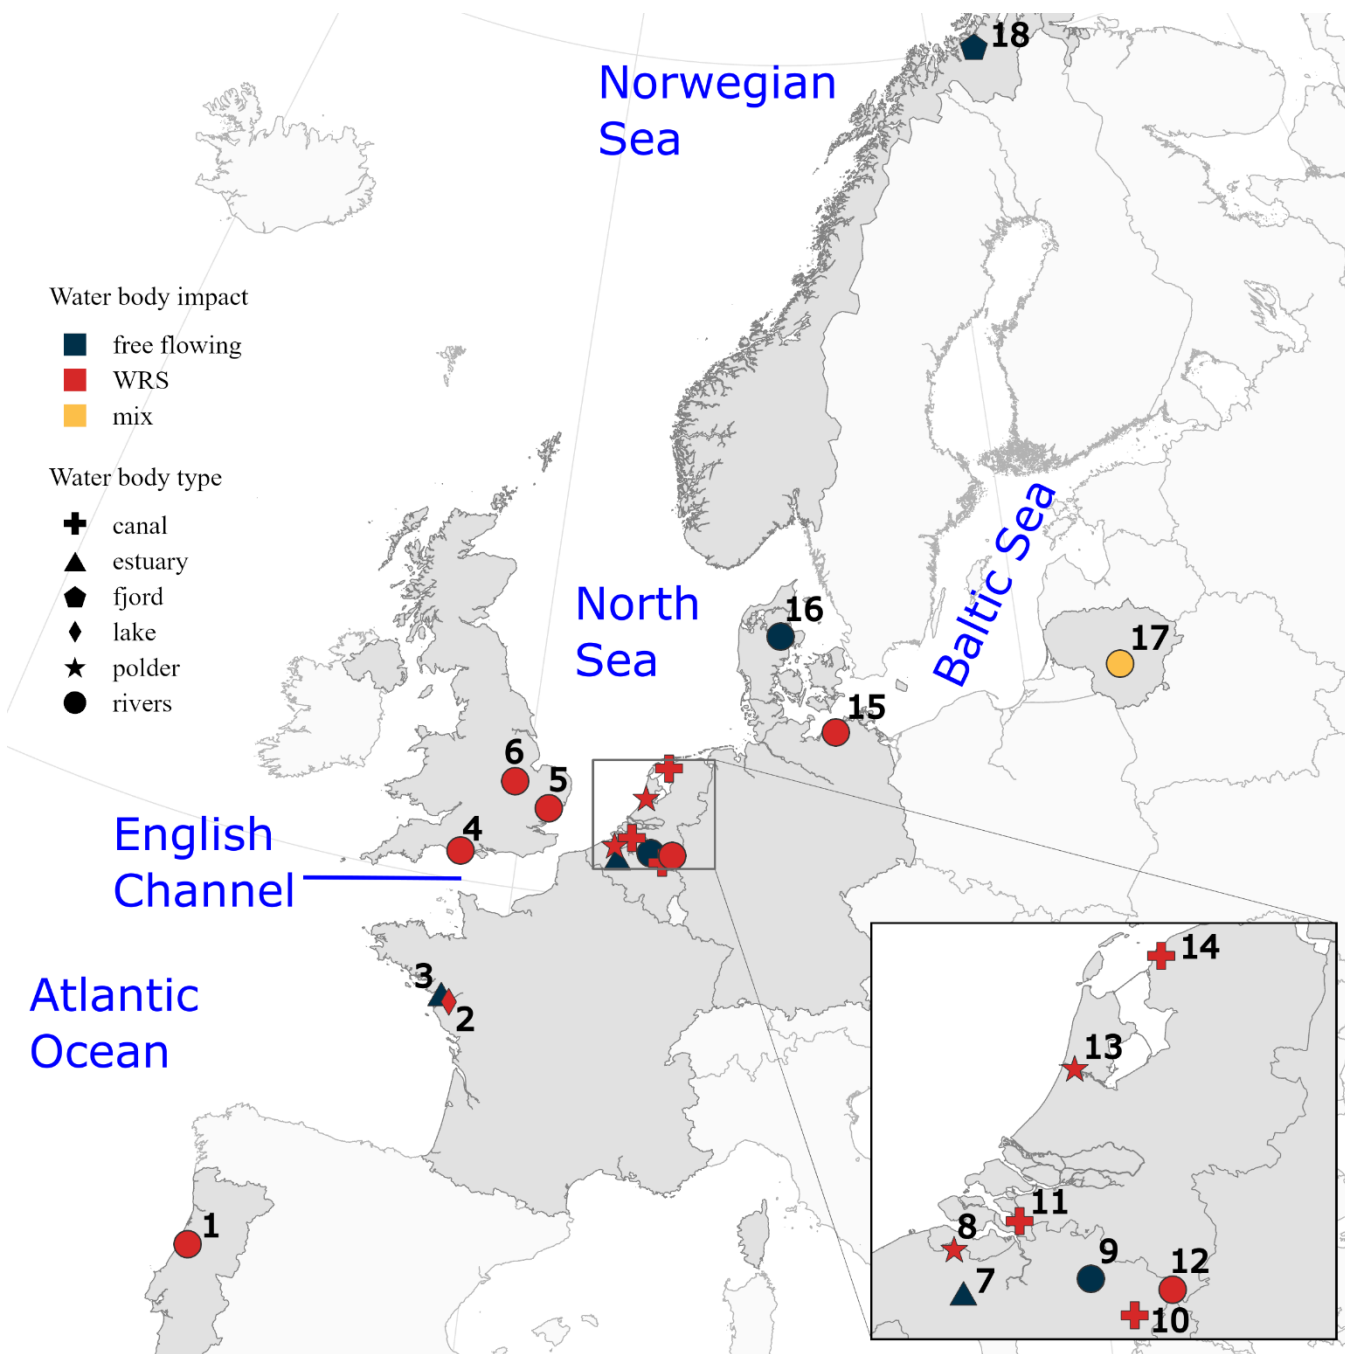 18
Norwegian
Sea
Water body impact
free flowing
WRS
mix
Water body type
canal
estuary
fjord
lake
polder
rivers
Baltic Sea
North
Sea
16
17
15
6
5
4
English
Channel
Atlantic
Ocean
3
2
1
14
13
11
8
9
7
12
10